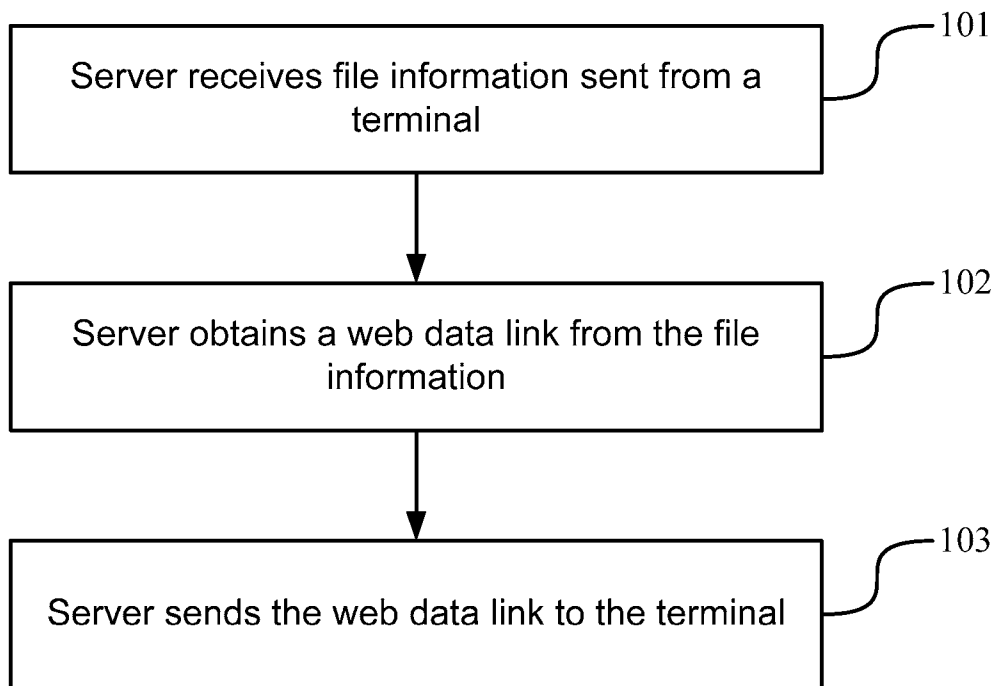 101
Server receives file information sent from a
terminal
102
Server obtains a web data link from the file
information
103
Server sends the web data link to the terminal